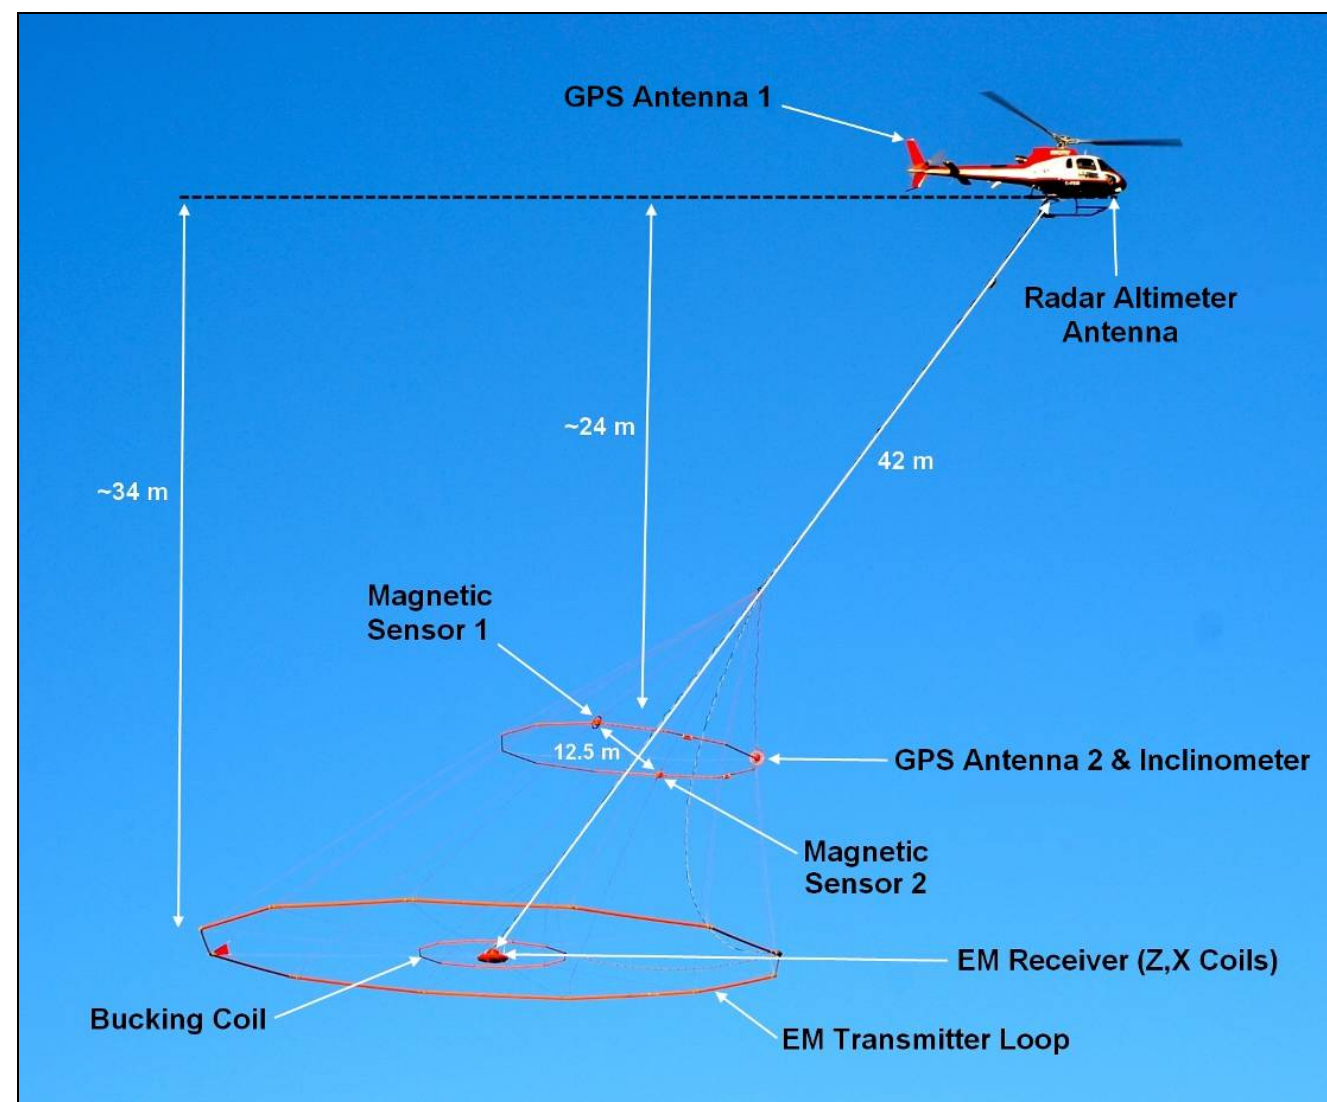 GPS Antenna 1
Radar Altimeter
Antenna
~24 m
42 m
~34 m
Magnetic
Sensor 1
12.5 m
GPS Antenna 2 & Inclinometer
Magnetic
Sensor 2
EM Receiver (Z,X Coils)
Bucking Coil
EM Transmitter Loop